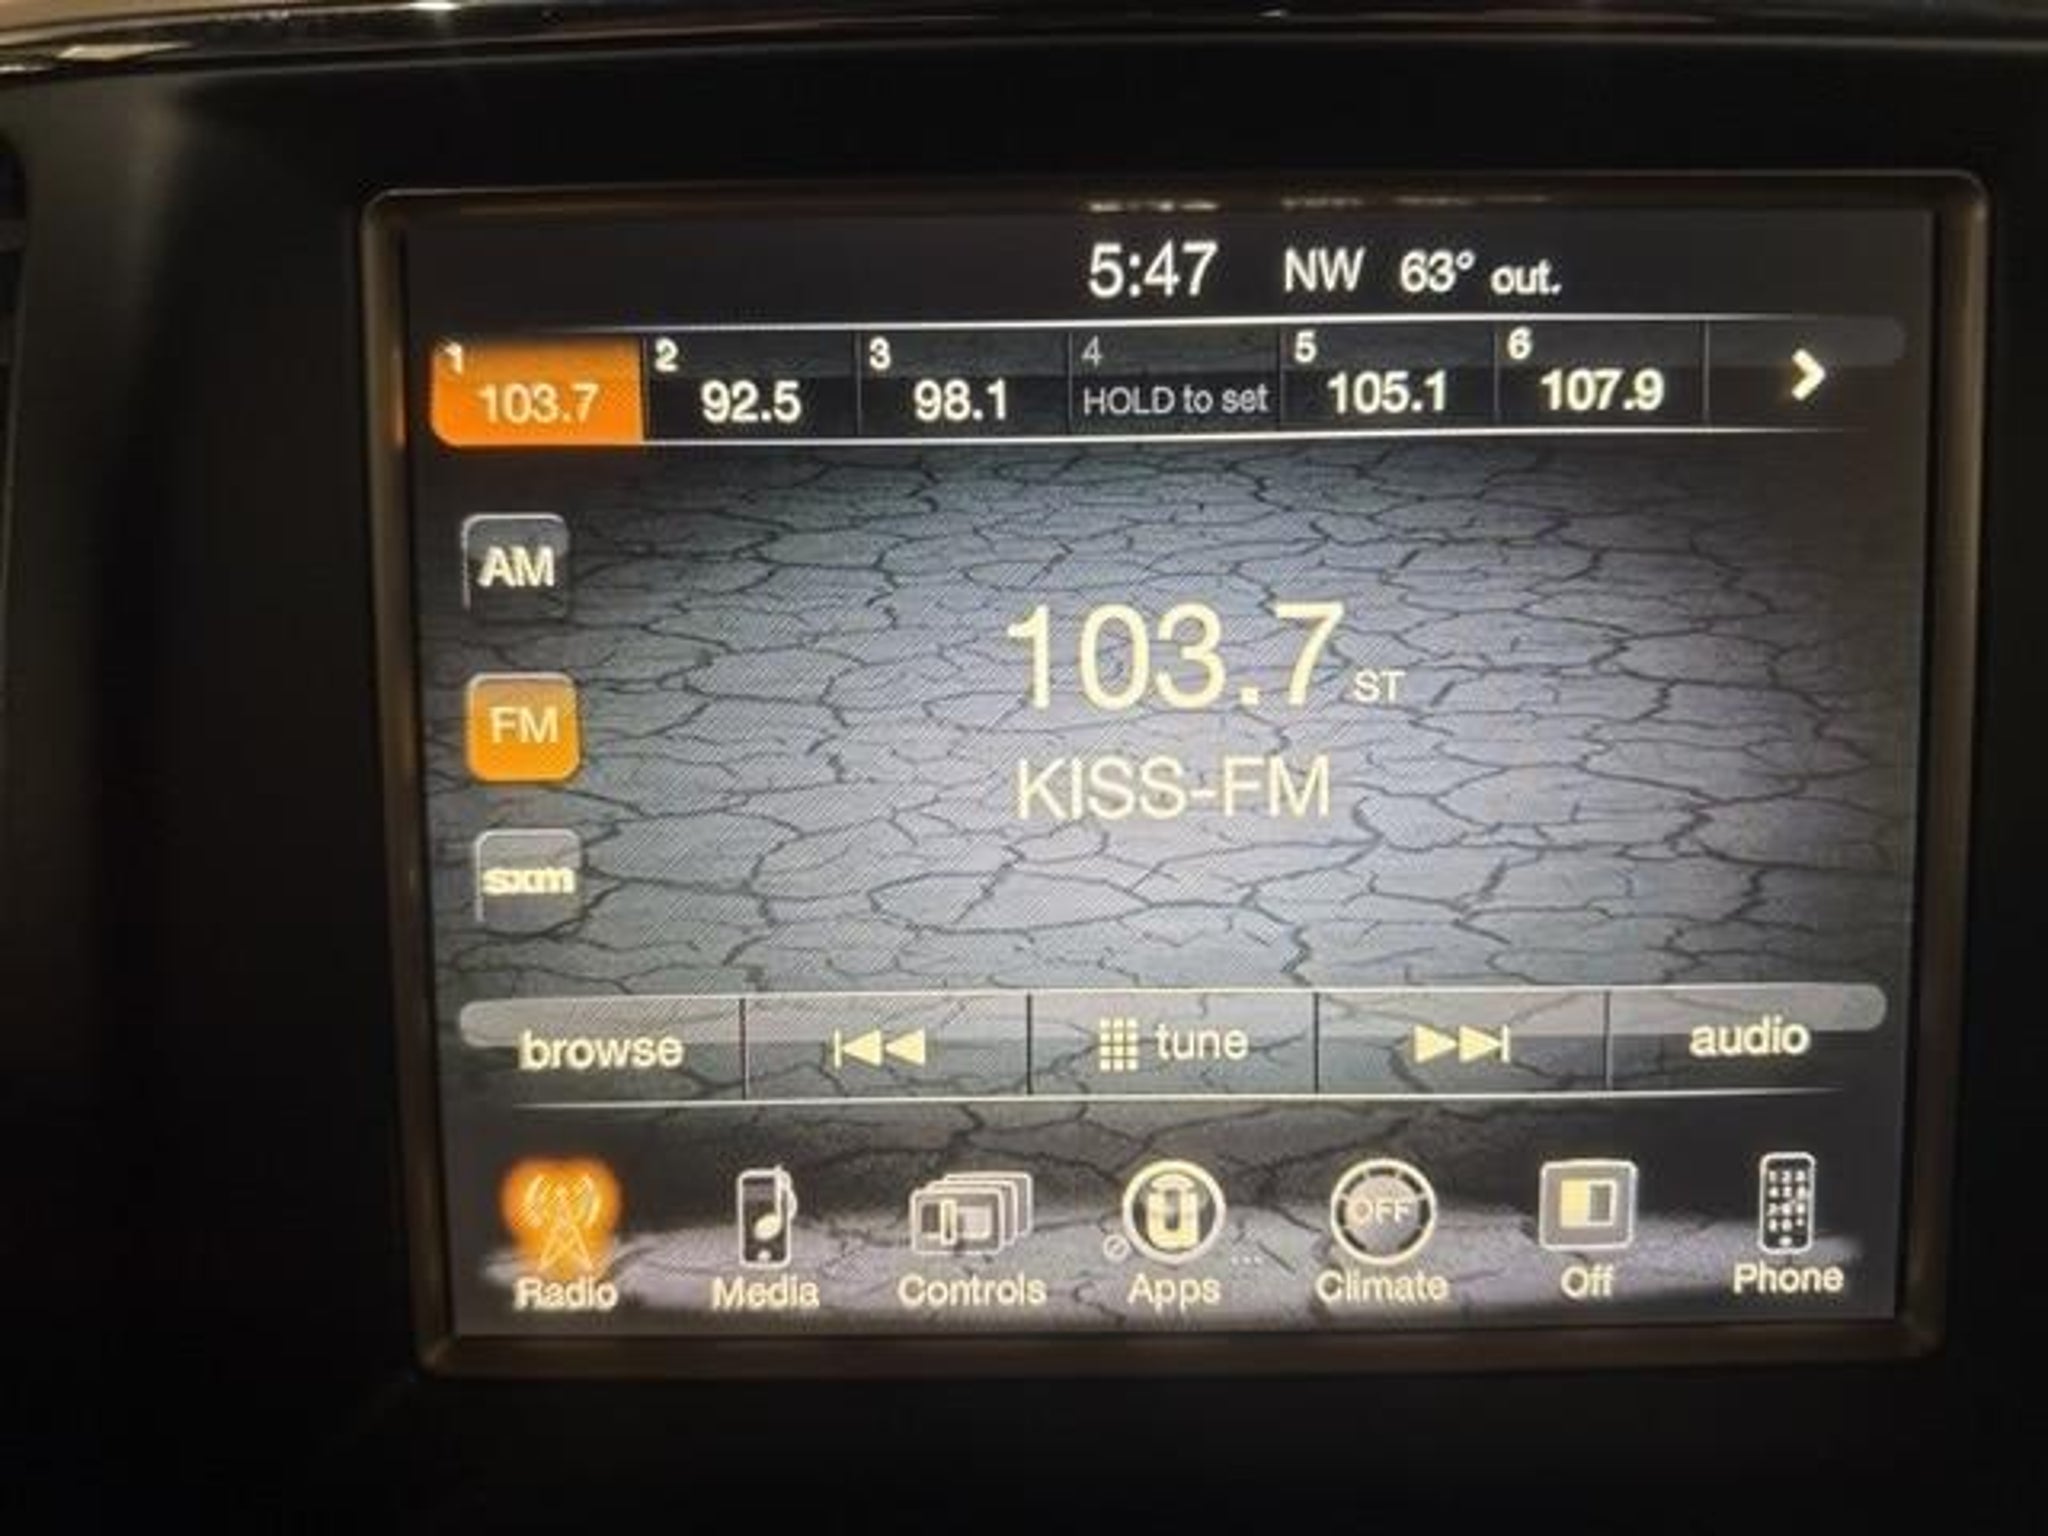 5:47 NW 63° out.
1 2 3 4 5 6
103.7 92.5 98.1 HOLD to set 105.1 107.9
AM
103.7 ST
FM
KISS-FM
sxm
browse tune audio
OFF
Radio Media Controls Apps Climate Off Phone